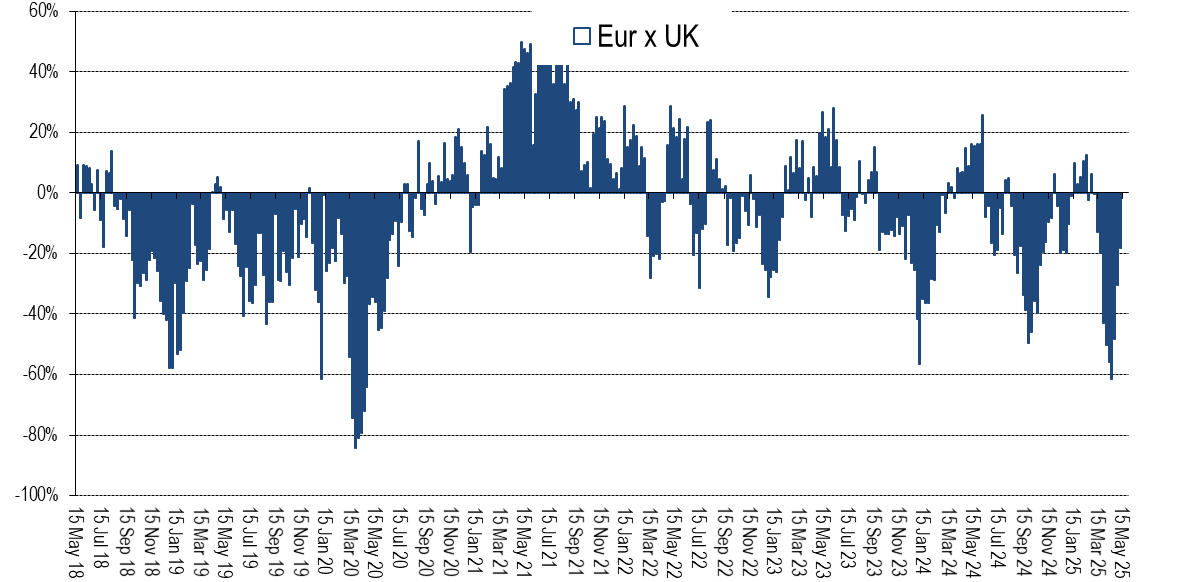 60%
Eur x UK
40%
20%
0%
-20%
-40%
-60%
-80%
-100%
15 May 18
15 Jul 18
15 Sep 18
15 Nov 18
15 Jan 19
15 Mar 19
15 May 19
15 Jul 19
15 Sep 19
15 Nov 19
15 Jan 20
15 Mar 20
15 May 20
15 Jul 20
15 Sep 20
15 Nov 20
15 Jan 21
15 Mar 21
15 May 21
15 Jul 21
15 Sep 21
15 Nov 21
15 Jan 22
15 Mar 22
15 May 22
15 Jul 22
15 Sep 22
15 Nov 22
15 Jan 23
15 Mar 23
15 May 23
15 Jul 23
15 Sep 23
15 Nov 23
15 Jan 24
15 Mar 24
15 May 24
15 Jul 24
15 Sep 24
15 Nov 24
15 Jan 25
15 Mar 25
15 May 25